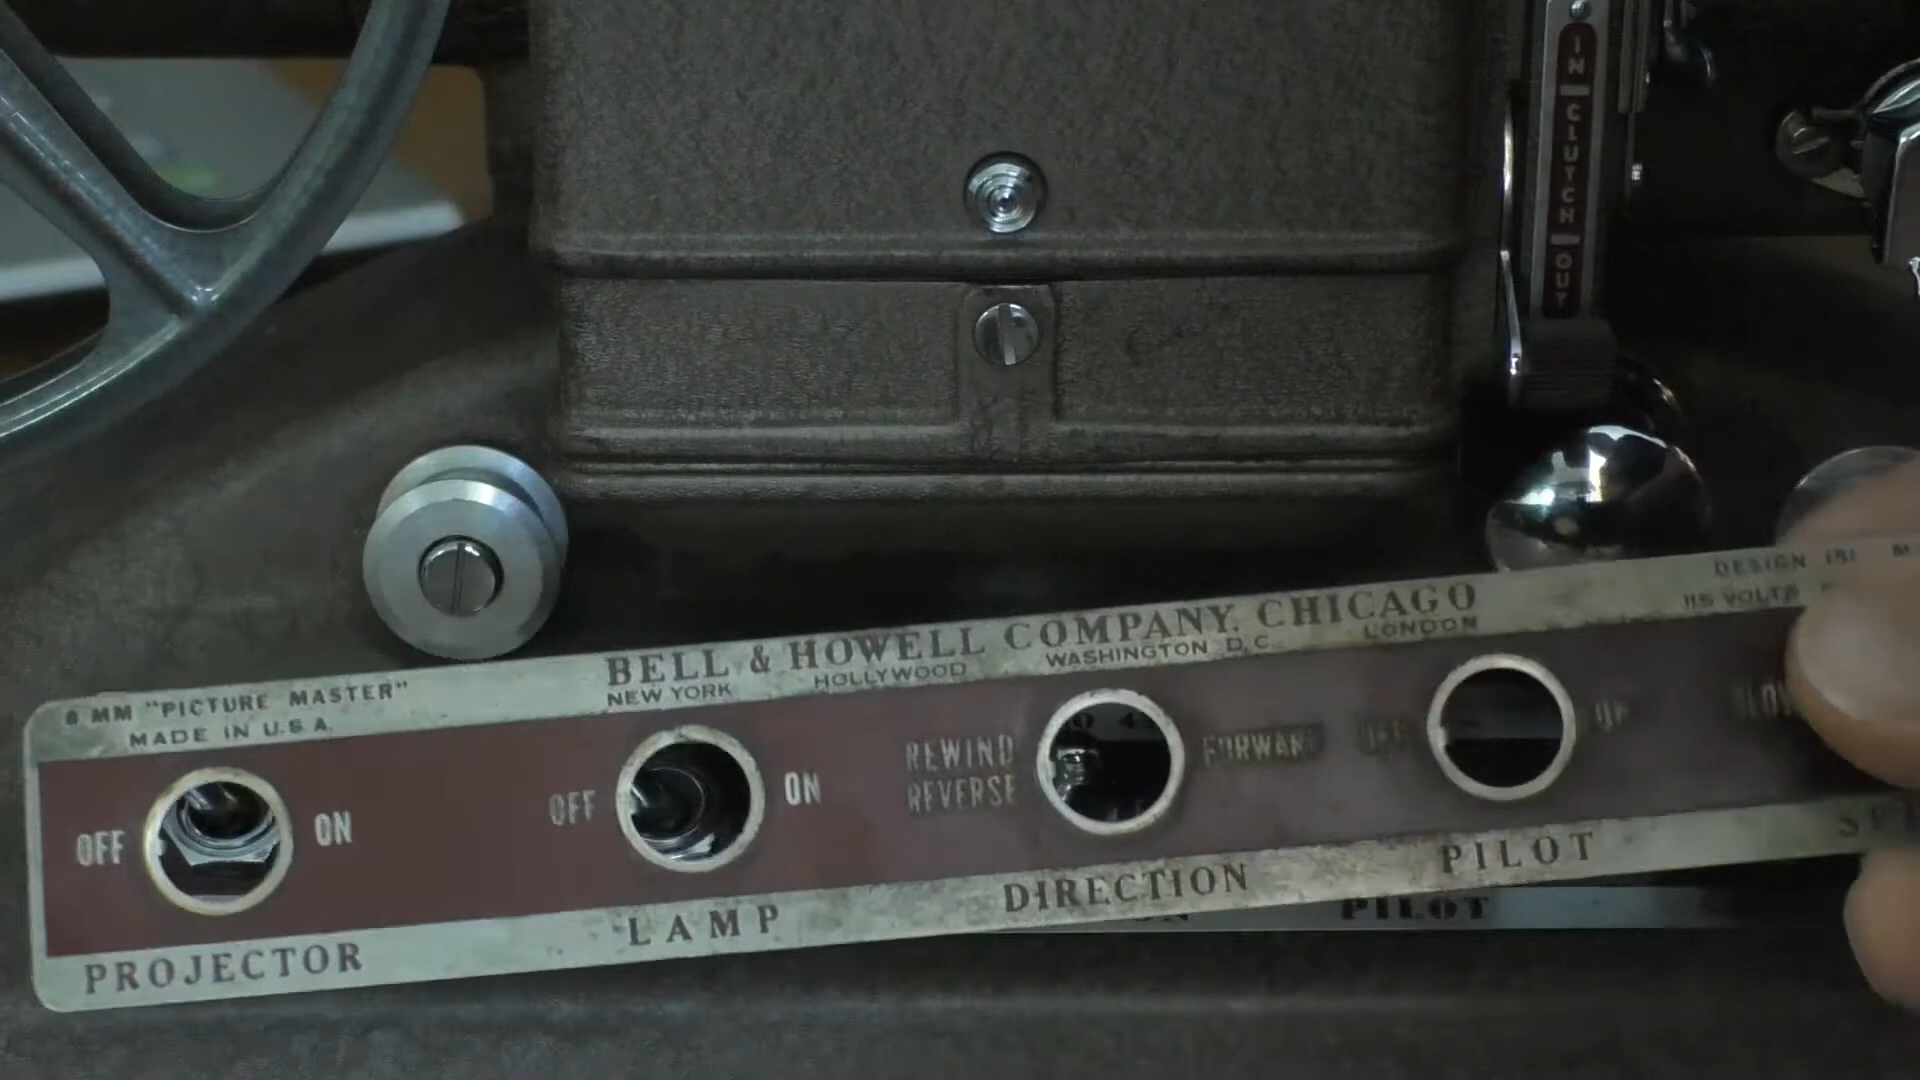 IN CLUTCH OUT
BELL & HOWELL COMPANY, CHICAGO
NEW YORK HOLLYWOOD WASHINGTON D.C. LONDON
DESIGN 151
115 VOLTS
8 MM "PICTURE MASTER"
MADE IN U.S.A.
OFF ON
OFF ON
REWIND
REVERSE
FORWARD
OFF
PROJECTOR
LAMP
DIRECTION
PILOT
PILOT